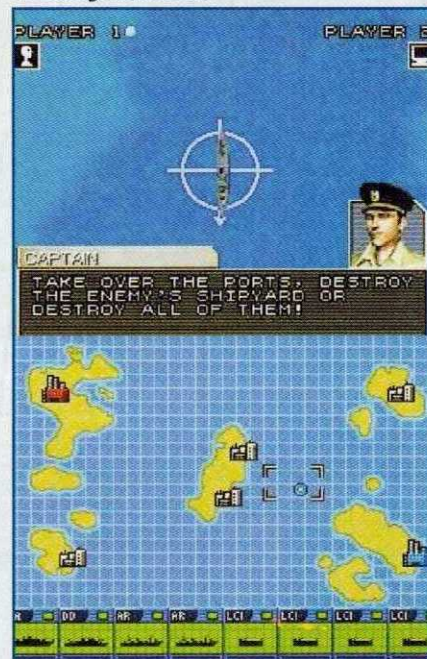 PLAYER 1
PLAYER 2
CAPTAIN
TAKE OVER THE PORTS, DESTROY
THE ENEMY'S SHIPYARD OR
DESTROY ALL OF THEM!
DD AR AR LCI LCI LCI LCI